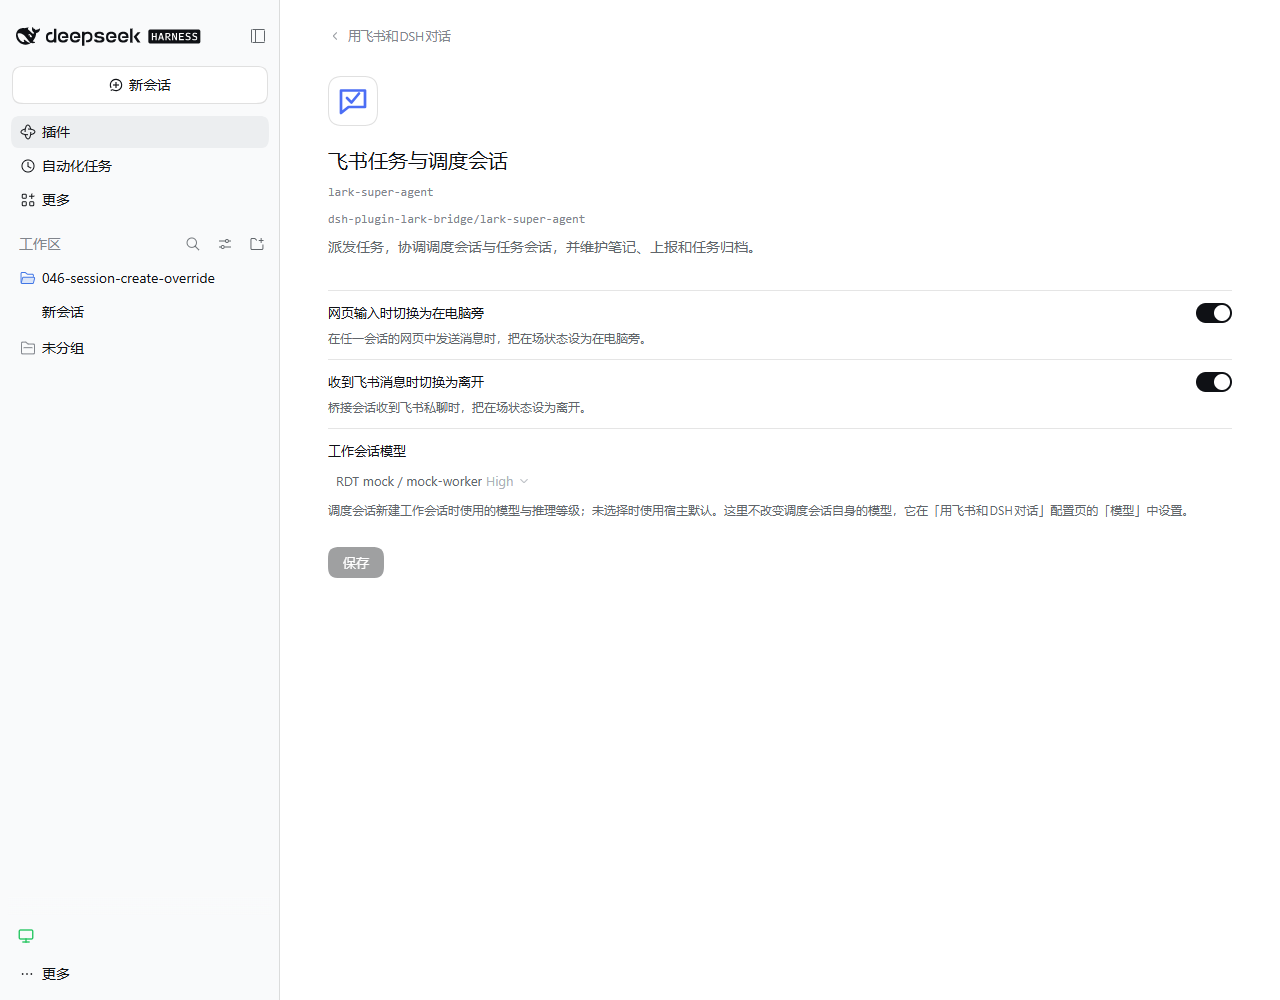 deepseek HARNESS
新会话
插件
自动化任务
更多
工作区
046-session-create-override
新会话
未分组
更多
用飞书和DSH对话
飞书任务与调度会话
lark-super-agent
dsh-plugin-lark-bridge/lark-super-agent
派发任务，协调调度会话与任务会话，并维护笔记、上报和任务归档。
网页输入时切换为在电脑旁
在任一会话的网页中发送消息时，把在场状态设为在电脑旁。
收到飞书消息时切换为离开
桥接会话收到飞书私聊时，把在场状态设为离开。
工作会话模型
RDT mock / mock-worker High
调度会话新建工作会话时使用的模型与推理等级；未选择时使用宿主默认。这里不改变调度会话自身的模型，它在「用飞书和DSH对话」配置页的「模型」中设置。
保存